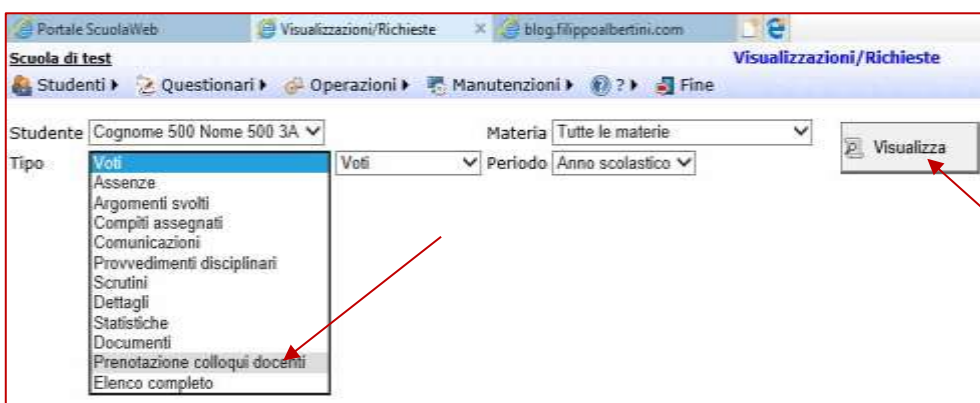 Portale ScuolaWeb Visualizzazioni/Richieste × blog.filippoalbertini.com
Scuola di test Visualizzazioni/Richieste
Studenti Questionari Operazioni Manutenzioni ? Fine
Studente Cognome 500 Nome 500 3A Materia Tutte le materie Visualizza
Tipo Voti Voti Periodo Anno scolastico
Assenze
Argomenti svolti
Compiti assegnati
Comunicazioni
Provvedimenti disciplinari
Scrutini
Dettagli
Statistiche
Documenti
Prenotazione colloqui docenti
Elenco completo